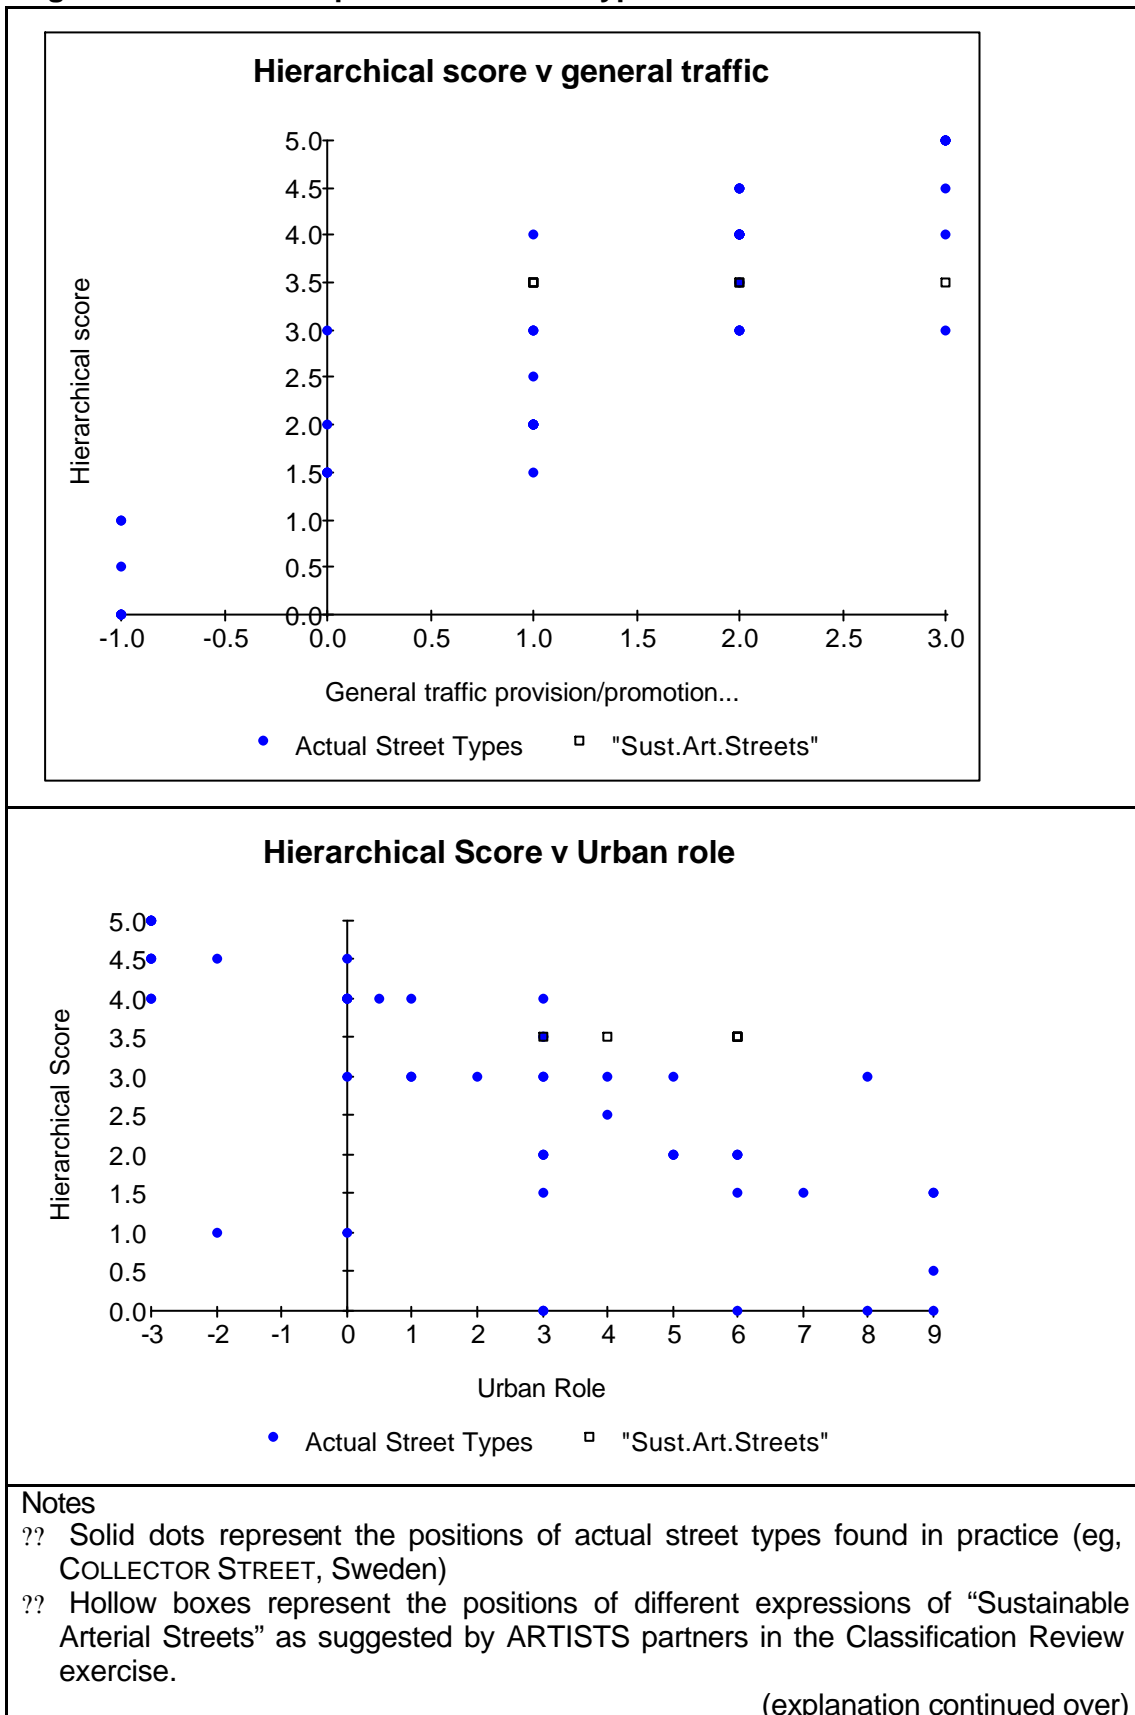 Hierarchical score v general traffic
5.0
4.5
4.0
3.5
3.0
2.5
2.0
1.5
1.0
0.5
0.0
Hierarchical score
-1.0 -0.5 0.0 0.5 1.0 1.5 2.0 2.5 3.0
General traffic provision/promotion...
Actual Street Types "Sust.Art.Streets"
Hierarchical Score v Urban role
5.0
4.5
4.0
3.5
3.0
2.5
2.0
1.5
1.0
0.5
0.0
Hierarchical Score
-3 -2 -1 0 1 2 3 4 5 6 7 8 9
Urban Role
Actual Street Types "Sust.Art.Streets"
Notes
?? Solid dots represent the positions of actual street types found in practice (eg,
COLLECTOR STREET, Sweden)
?? Hollow boxes represent the positions of different expressions of “Sustainable
Arterial Streets” as suggested by ARTISTS partners in the Classification Review
exercise.
(explanation continued over)